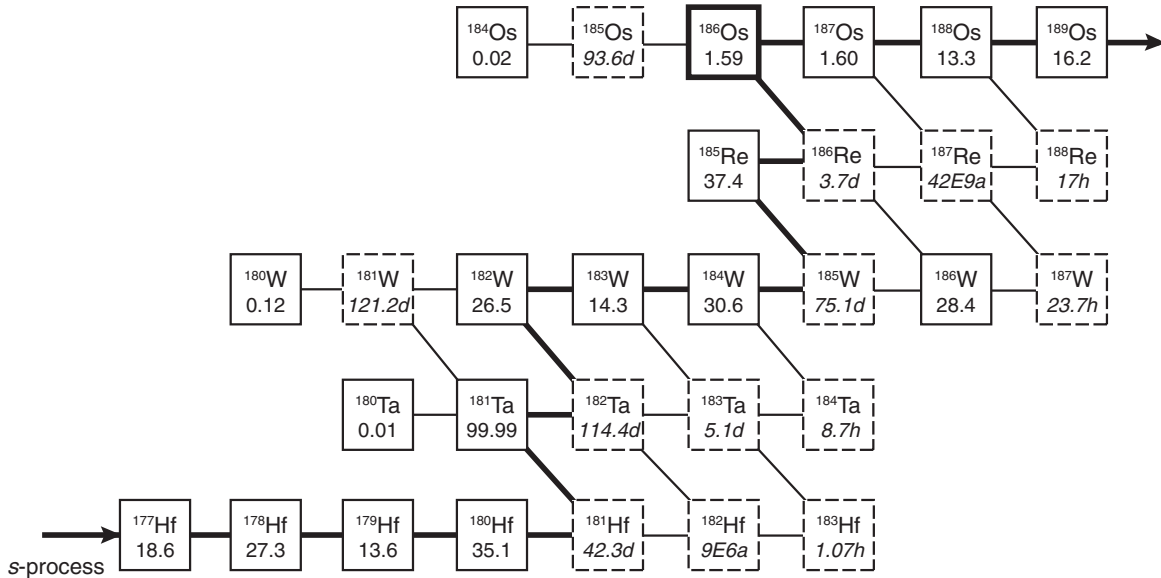 ¹⁸⁴Os ¹⁸⁵Os ¹⁸⁶Os ¹⁸⁷Os ¹⁸⁸Os ¹⁸⁹Os
0.02 93.6d 1.59 1.60 13.3 16.2
¹⁸⁵Re ¹⁸⁶Re ¹⁸⁷Re ¹⁸⁸Re
37.4 3.7d 42E9a 17h
¹⁸⁰W ¹⁸¹W ¹⁸²W ¹⁸³W ¹⁸⁴W ¹⁸⁵W ¹⁸⁶W ¹⁸⁷W
0.12 121.2d 26.5 14.3 30.6 75.1d 28.4 23.7h
¹⁸⁰Ta ¹⁸¹Ta ¹⁸²Ta ¹⁸³Ta ¹⁸⁴Ta
0.01 99.99 114.4d 5.1d 8.7h
¹⁷⁷Hf ¹⁷⁸Hf ¹⁷⁹Hf ¹⁸⁰Hf ¹⁸¹Hf ¹⁸²Hf ¹⁸³Hf
18.6 27.3 13.6 35.1 42.3d 9E6a 1.07h
s-process